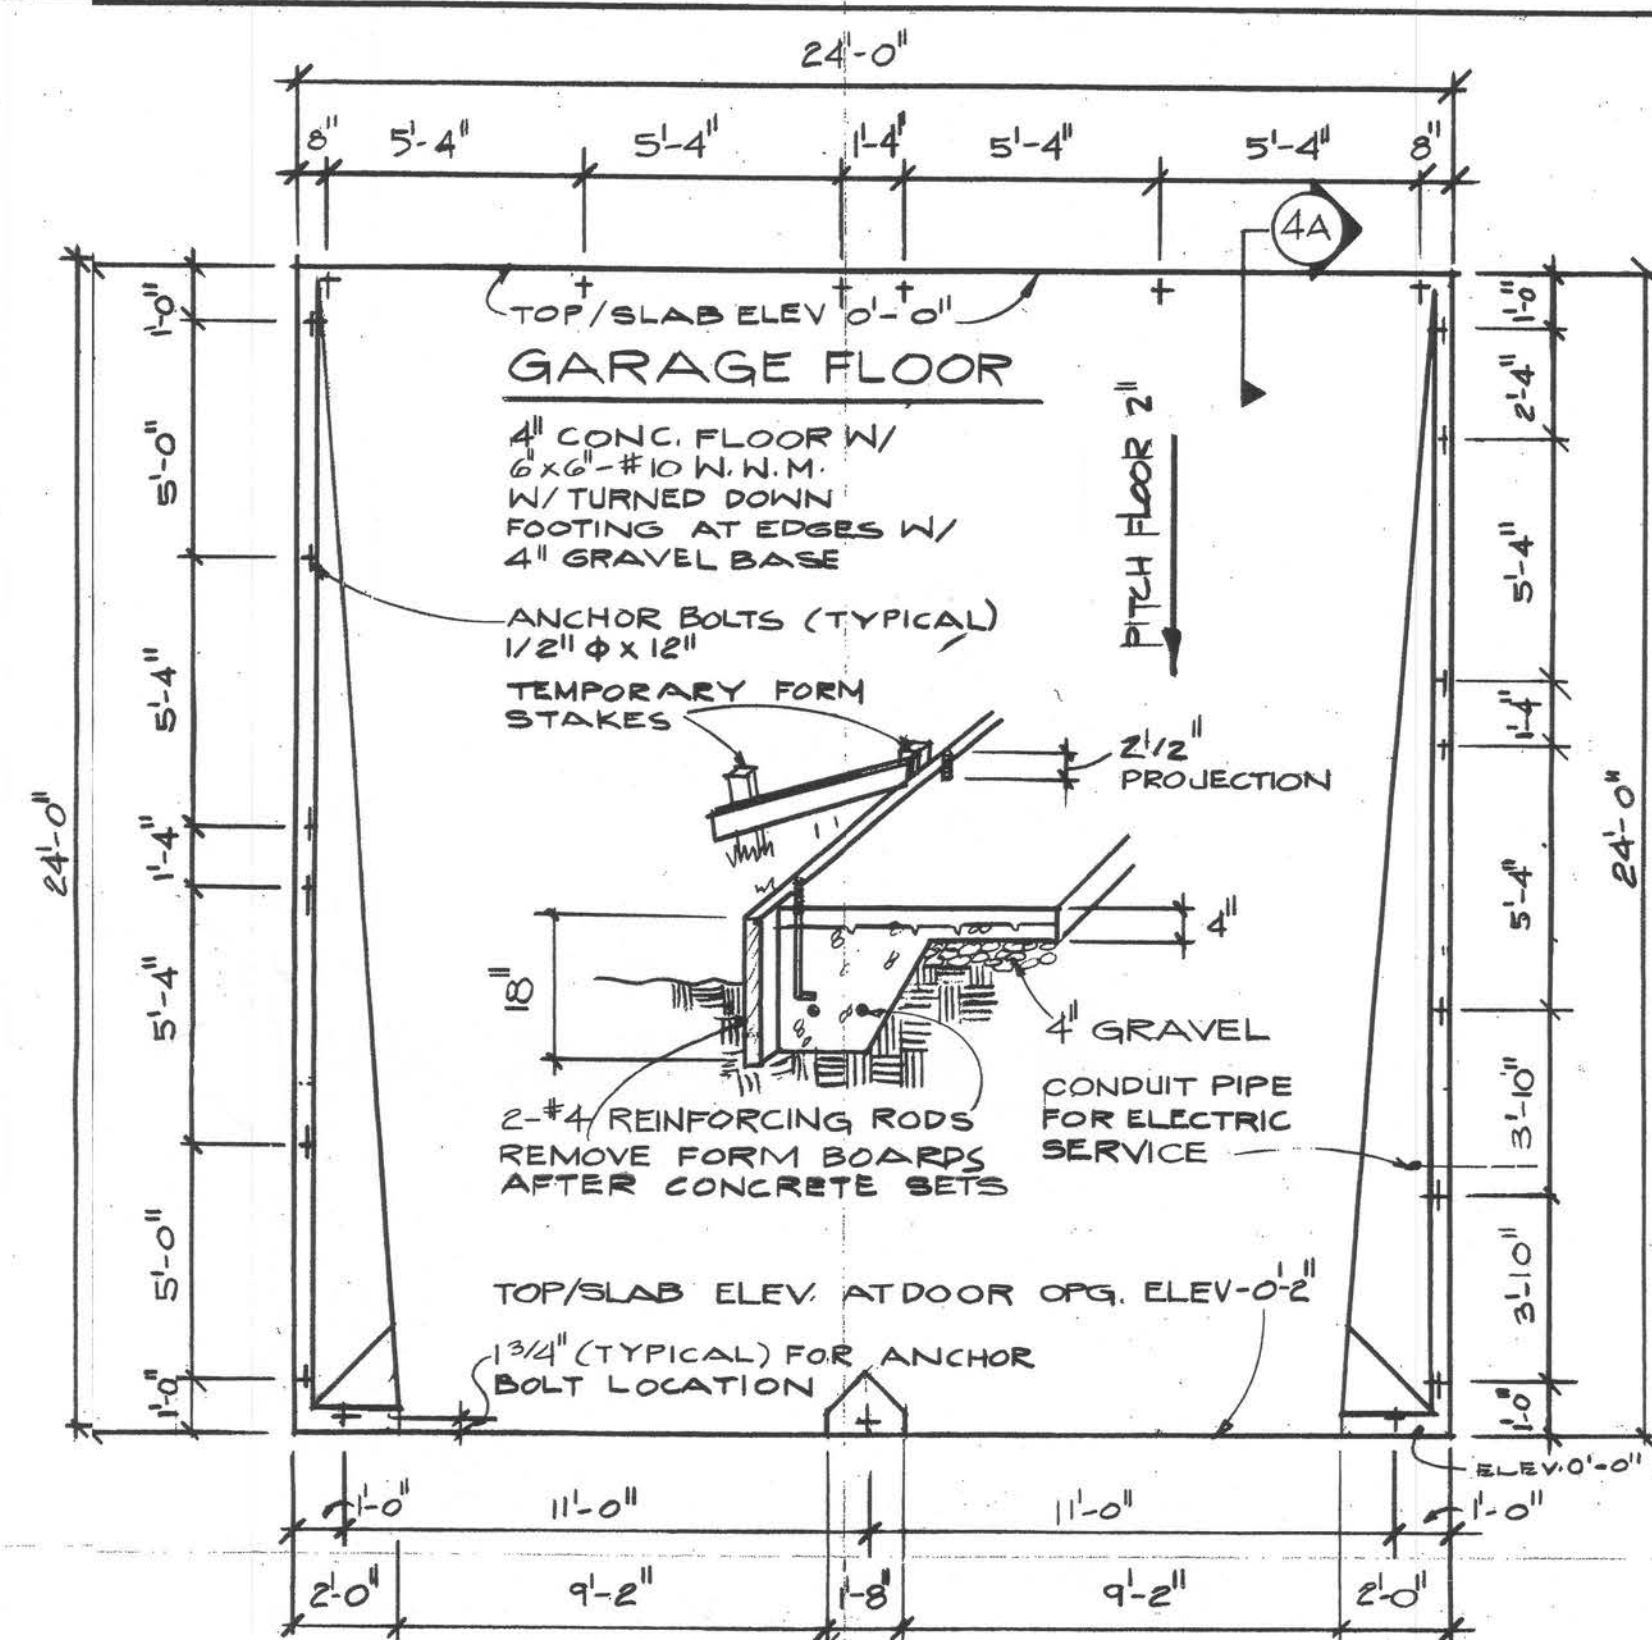 24'-0"
8" 5'-4" 5'-4" 1'-4" 5'-4" 5'-4" 8"
4A
TOP/SLAB ELEV 0'-0"
GARAGE FLOOR
4" CONC. FLOOR W/
6"x6"-#10 W.W.M.
W/TURNED DOWN
FOOTING AT EDGES W/
4" GRAVEL BASE
PITCH FLOOR 2"
ANCHOR BOLTS (TYPICAL)
1/2" ϕ x 12"
TEMPORARY FORM
STAKES
2 1/2"
PROJECTION
18"
4"
4" GRAVEL
2-#4 REINFORCING RODS
REMOVE FORM BOARDS
AFTER CONCRETE SETS
CONDUIT PIPE
FOR ELECTRIC
SERVICE
TOP/SLAB ELEV. AT DOOR OPG. ELEV-0'-2"
1 3/4" (TYPICAL) FOR ANCHOR
BOLT LOCATION
24'-0"
1'-0"
5'-0"
5'-4"
1'-4"
5'-4"
5'-0"
1'-0"
1'-0"
2'-4"
5'-4"
1'-4"
5'-4"
3'-10"
3'-10"
1'-0"
24'-0"
ELEV. 0'-0"
1'-0" 11'-0" 11'-0" 1'-0"
2'-0" 9'-2" 1'-8" 9'-2" 2'-0"